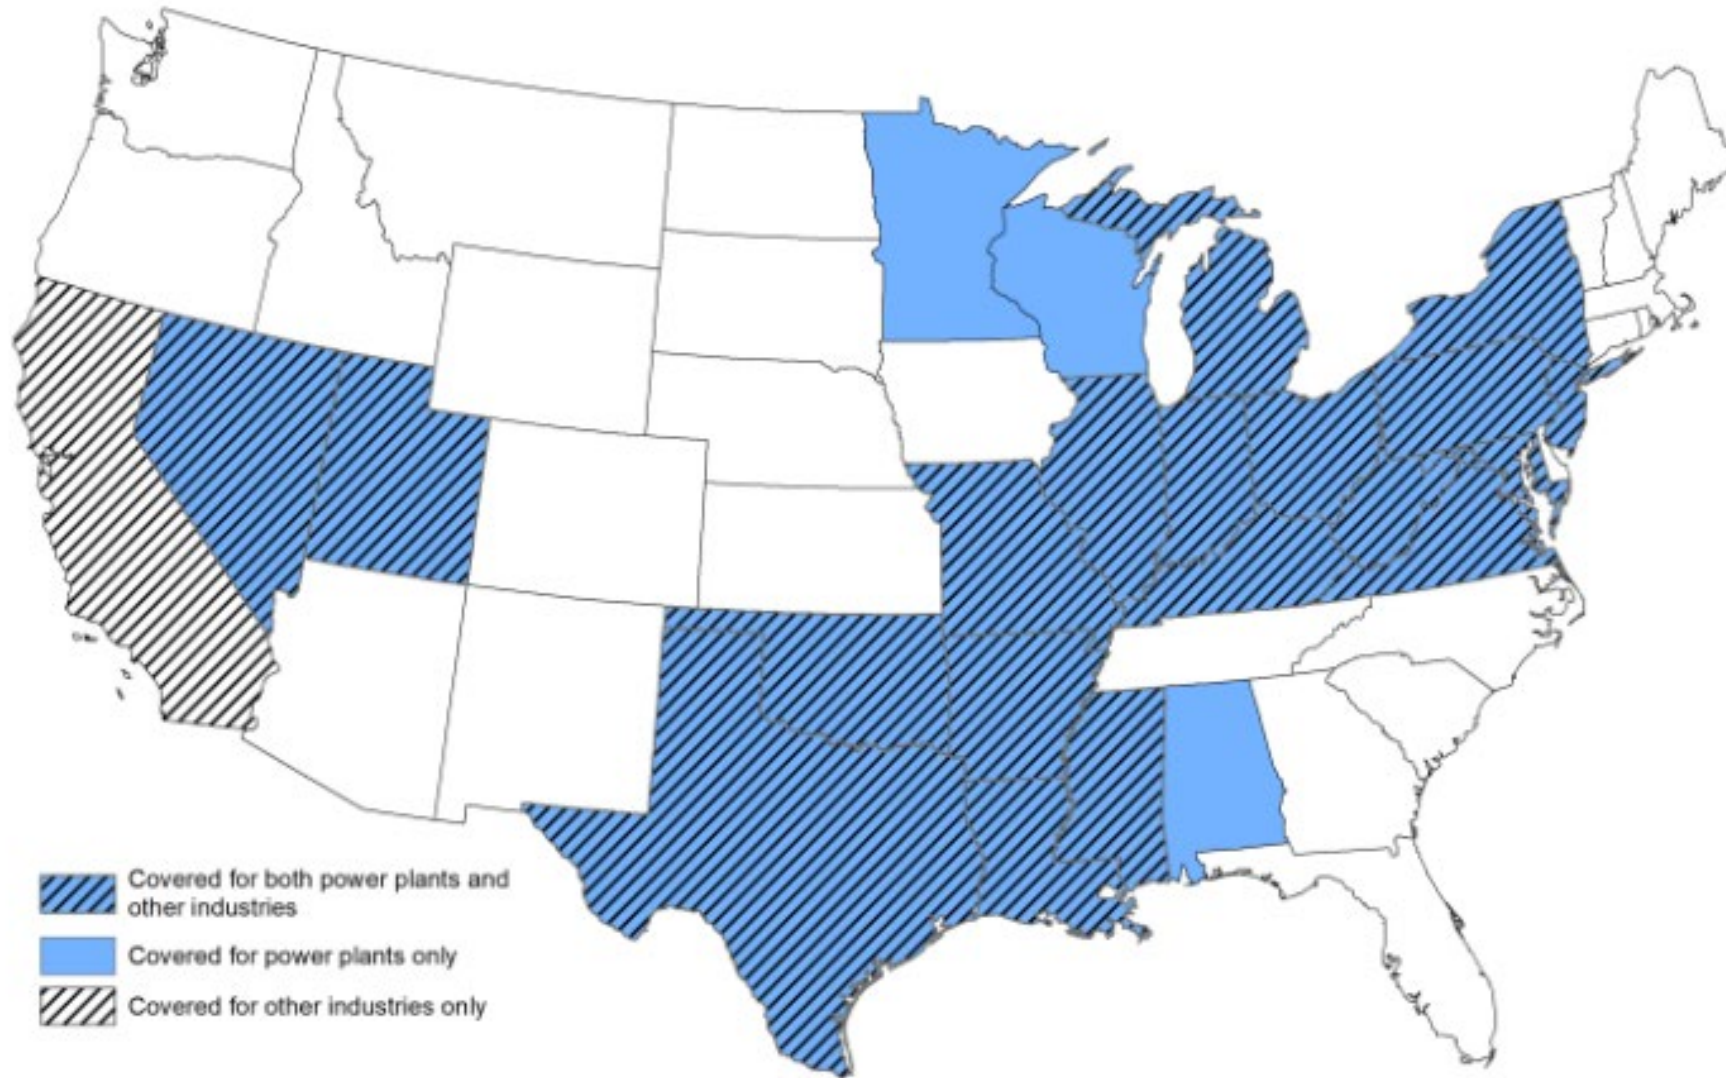 Covered for both power plants and
other industries
Covered for power plants only
Covered for other industries only